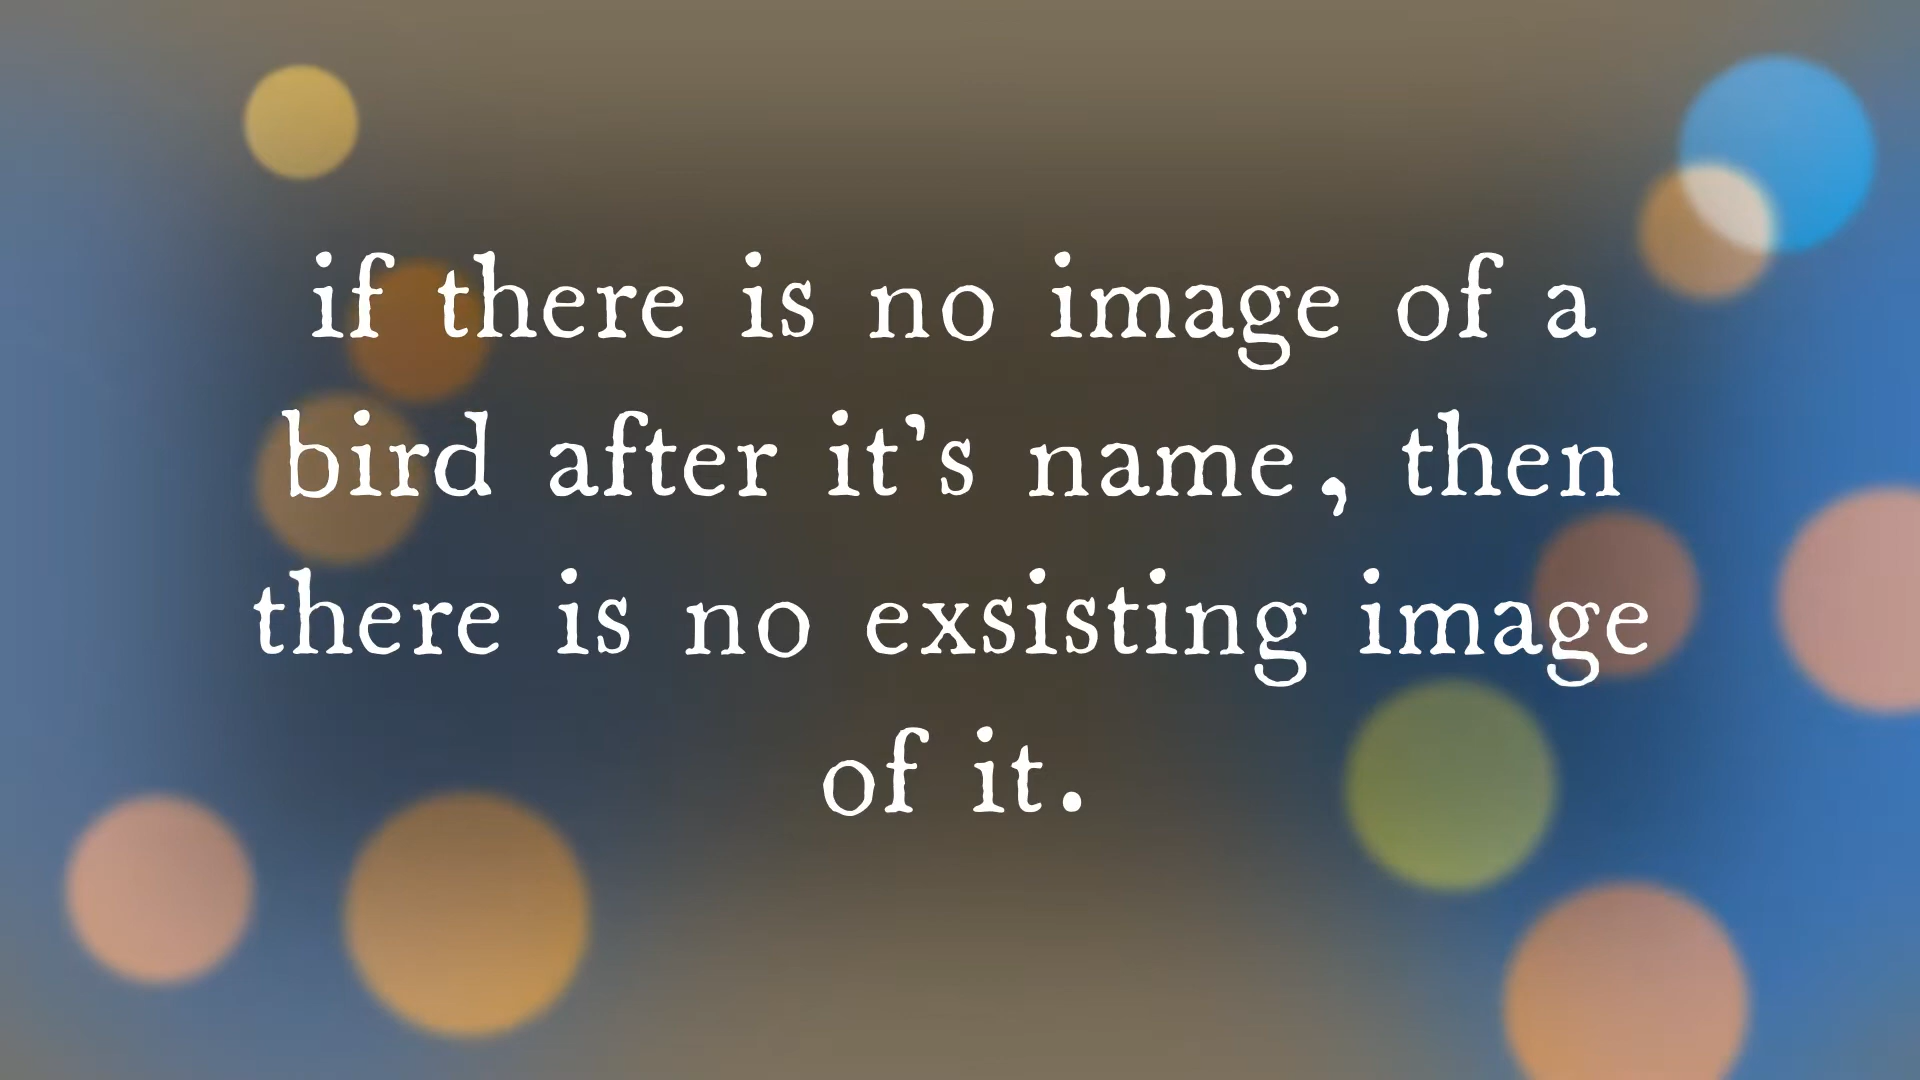 if there is no image of a
bird after it's name, then
there is no exsisting image
of it.